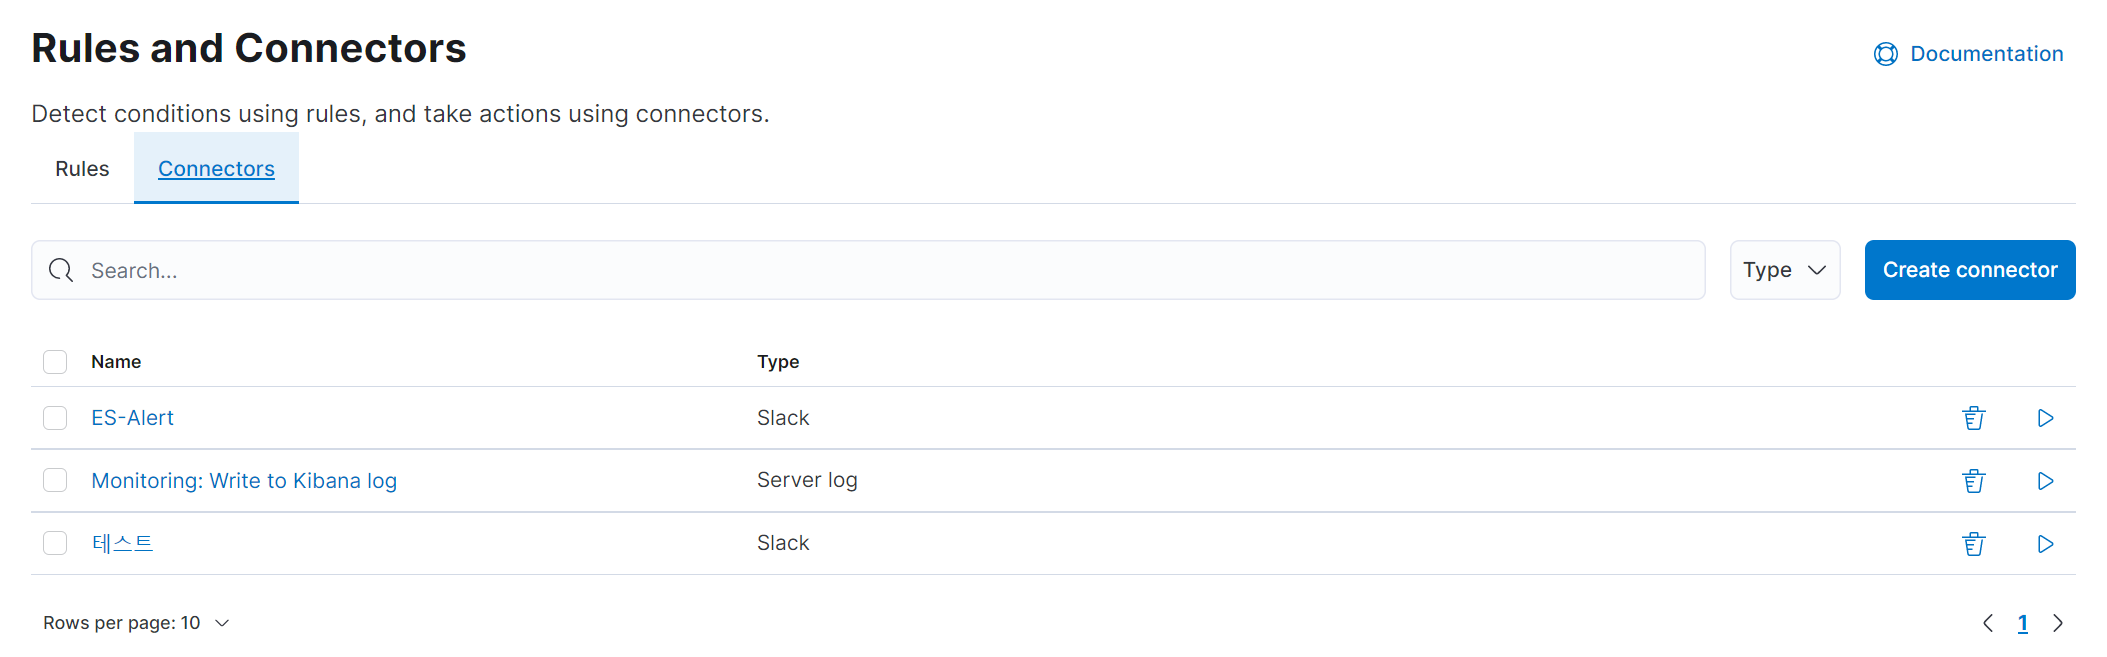 Rules and Connectors
Documentation
Detect conditions using rules, and take actions using connectors.
Rules Connectors
Search...
Type
Create connector
Name Type
ES-Alert Slack
Monitoring: Write to Kibana log Server log
테스트 Slack
Rows per page: 10
1